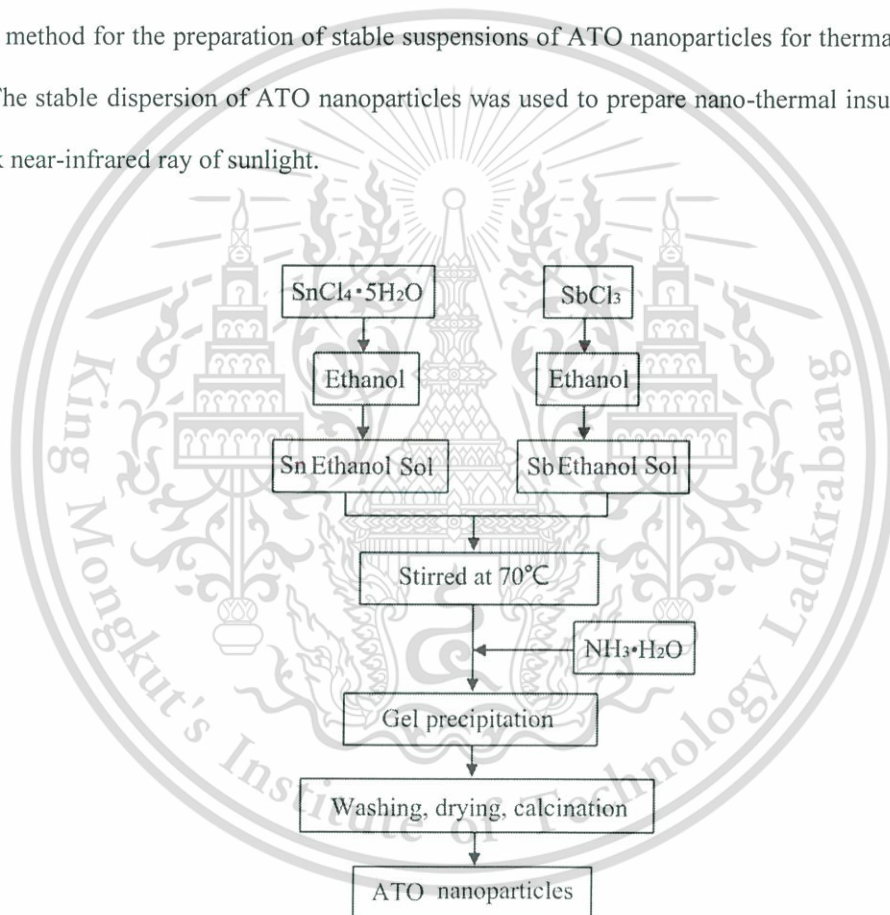 method for the preparation of stable suspensions of ATO nanoparticles for therma
The stable dispersion of ATO nanoparticles was used to prepare nano-thermal insu
near-infrared ray of sunlight.
SnCl₄•5H₂O
SbCl₃
Ethanol
Ethanol
Sn Ethanol Sol
Sb Ethanol Sol
Stirred at 70°C
NH₃•H₂O
Gel precipitation
Washing, drying, calcination
ATO nanoparticles
King Mongkut's Institute of Technology Ladkrabang